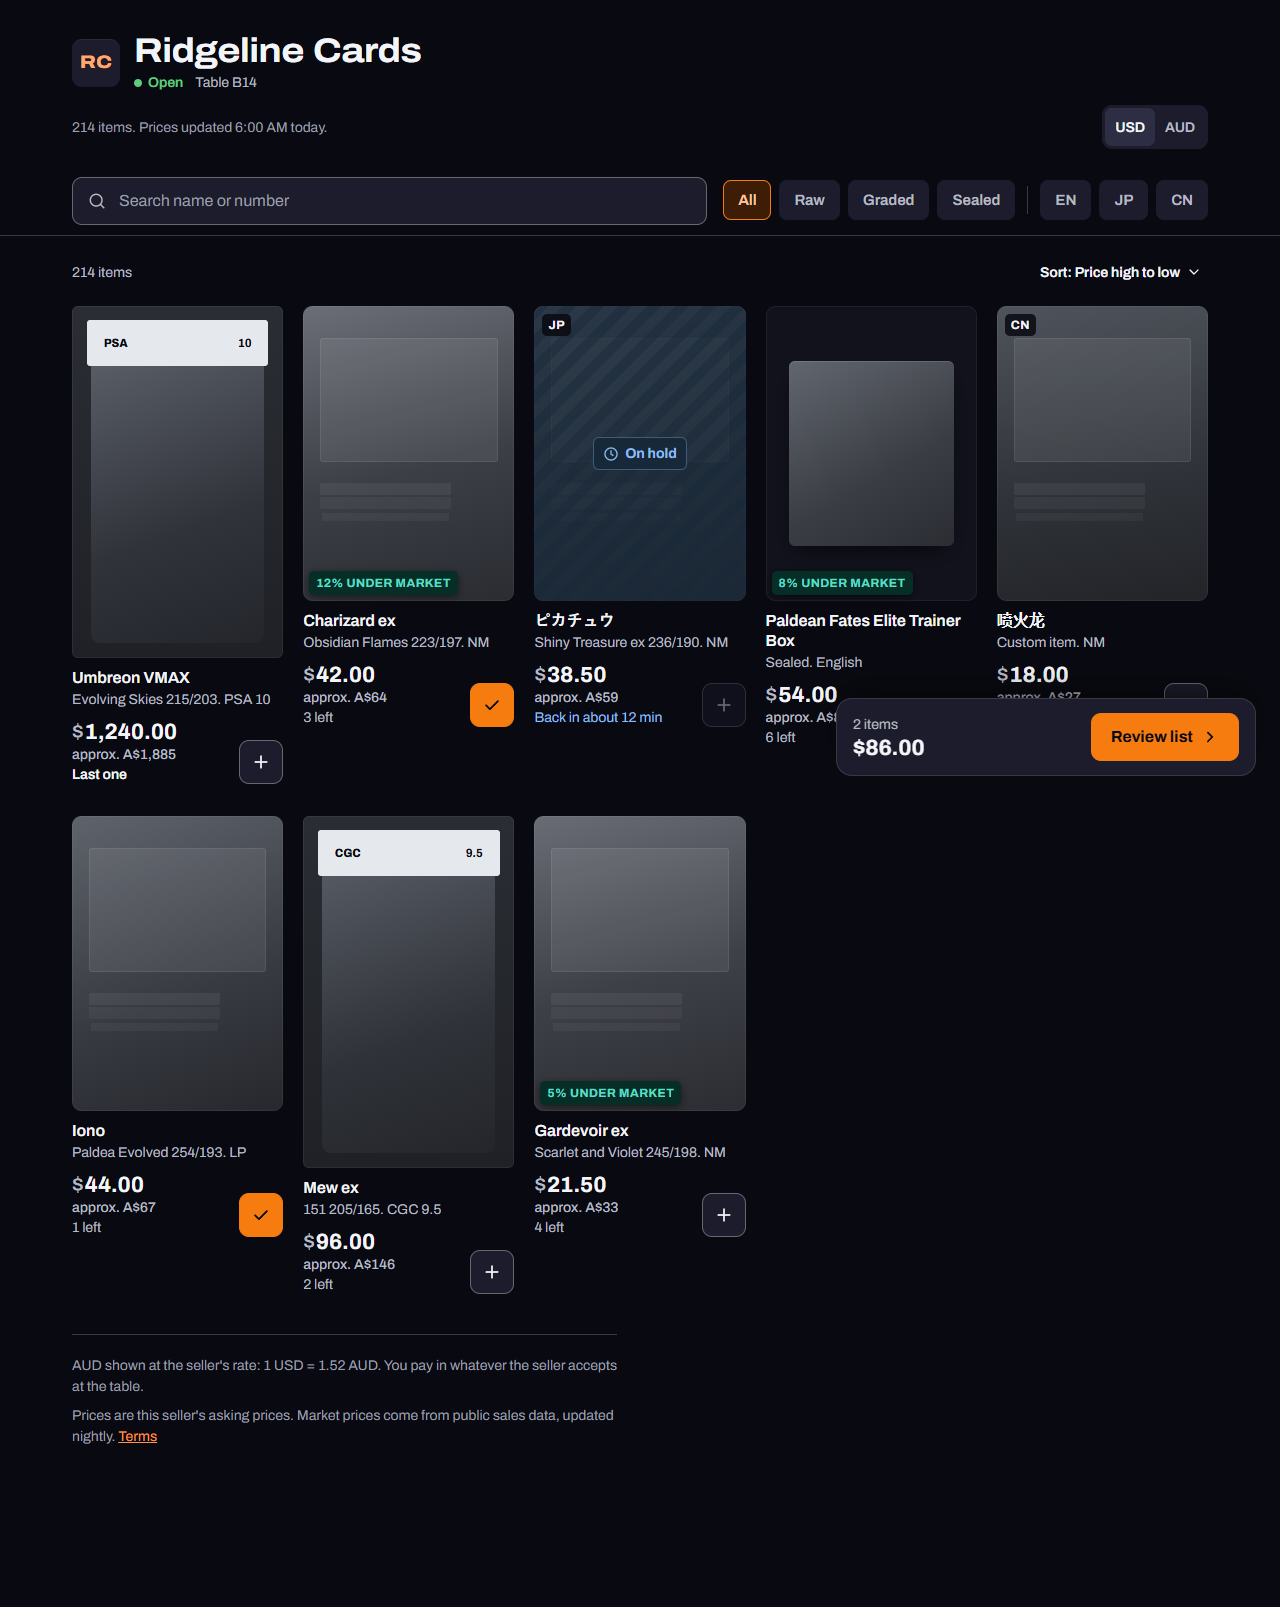 RC
Ridgeline Cards
Open Table B14
214 items. Prices updated 6:00 AM today.
USD AUD
Search name or number
All Raw Graded Sealed EN JP CN
214 items
Sort: Price high to low
PSA 10
Umbreon VMAX
Evolving Skies 215/203. PSA 10
$1,240.00
approx. A$1,885
Last one
12% UNDER MARKET
Charizard ex
Obsidian Flames 223/197. NM
$42.00
approx. A$64
3 left
JP
On hold
ピカチュウ
Shiny Treasure ex 236/190. NM
$38.50
approx. A$59
Back in about 12 min
8% UNDER MARKET
Paldean Fates Elite Trainer
Box
Sealed. English
$54.00
approx. A$8
6 left
CN
喷火龙
Custom item. NM
$18.00
approx. A$27
2 items
$86.00
Review list
Iono
Paldea Evolved 254/193. LP
$44.00
approx. A$67
1 left
CGC 9.5
Mew ex
151 205/165. CGC 9.5
$96.00
approx. A$146
2 left
5% UNDER MARKET
Gardevoir ex
Scarlet and Violet 245/198. NM
$21.50
approx. A$33
4 left
AUD shown at the seller's rate: 1 USD = 1.52 AUD. You pay in whatever the seller accepts
at the table.
Prices are this seller's asking prices. Market prices come from public sales data, updated
nightly. Terms